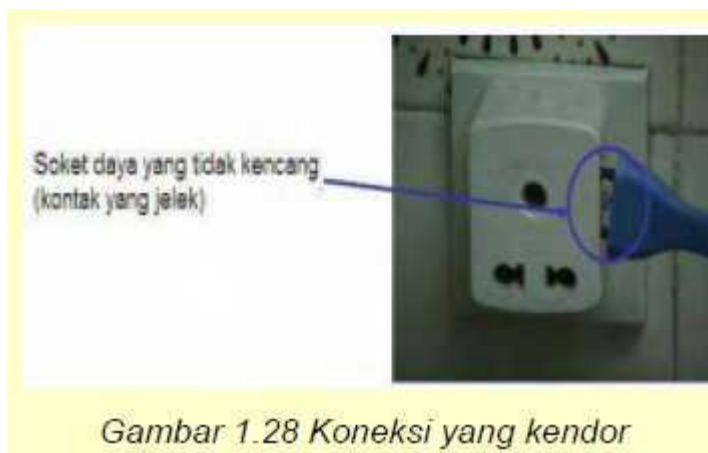 Soket daya yang tidak kencang
(kontak yang jelek)
Gambar 1.28 Koneksi yang kendor